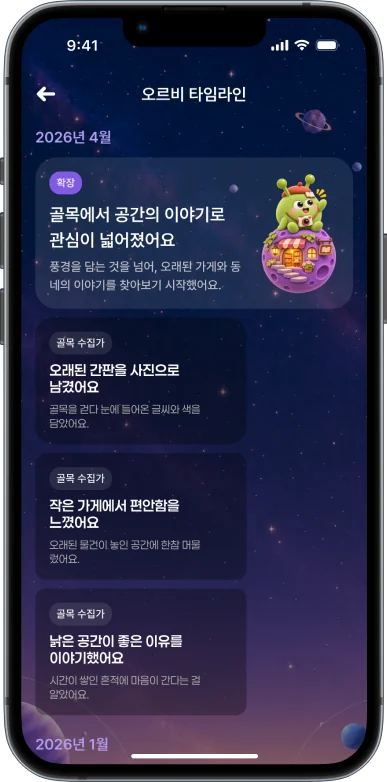 9:41
오르비 타임라인
2026년 4월
확장
골목에서 공간의 이야기로
관심이 넓어졌어요
풍경을 담는 것을 넘어, 오래된 가게와 동
네의 이야기를 찾아보기 시작했어요.
골목 수집가
오래된 간판을 사진으로
남겼어요
골목을 걷다 눈에 들어온 글씨와 색을
담았어요.
골목 수집가
작은 가게에서 편안함을
느꼈어요
오래된 물건이 놓인 공간에 한참 머물
렀어요.
골목 수집가
낡은 공간이 좋은 이유를
이야기했어요
시간이 쌓인 흔적에 마음이 간다는 걸
알았어요.
2026년 1월